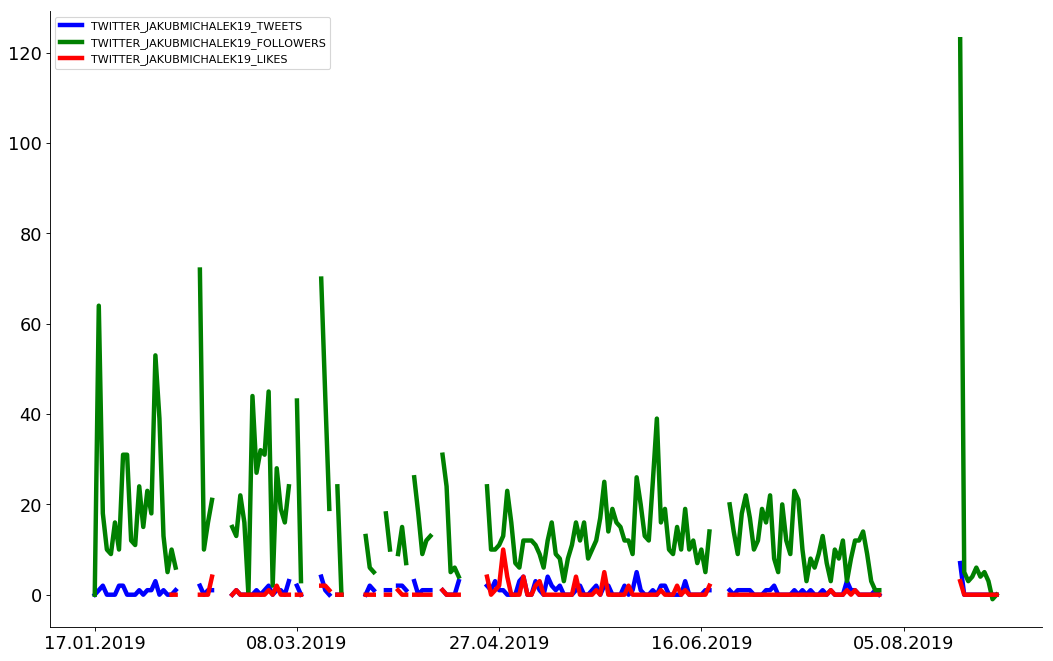 TWITTER_JAKUBMICHALEK19_TWEETS
TWITTER_JAKUBMICHALEK19_FOLLOWERS
TWITTER_JAKUBMICHALEK19_LIKES
120
100
80
60
40
20
0
17.01.2019 08.03.2019 27.04.2019 16.06.2019 05.08.2019